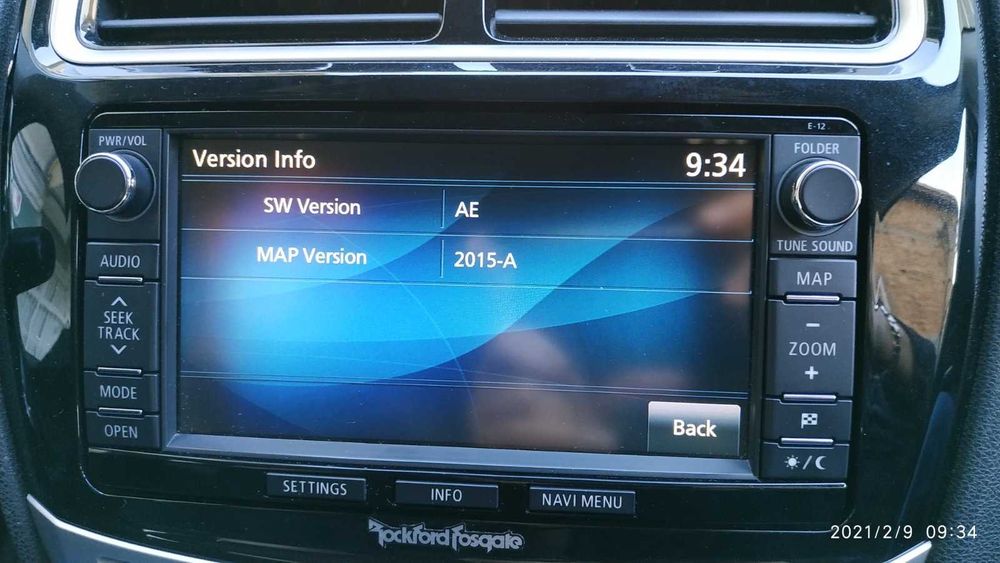 E-12
PWR/VOL
FOLDER
Version Info
9:34
SW Version
AE
TUNE SOUND
AUDIO
MAP Version
2015-A
MAP
SEEK
TRACK
ZOOM
MODE
OPEN
Back
SETTINGS
INFO
NAVI MENU
Rockford Fosgate
2021/2/9 09:34